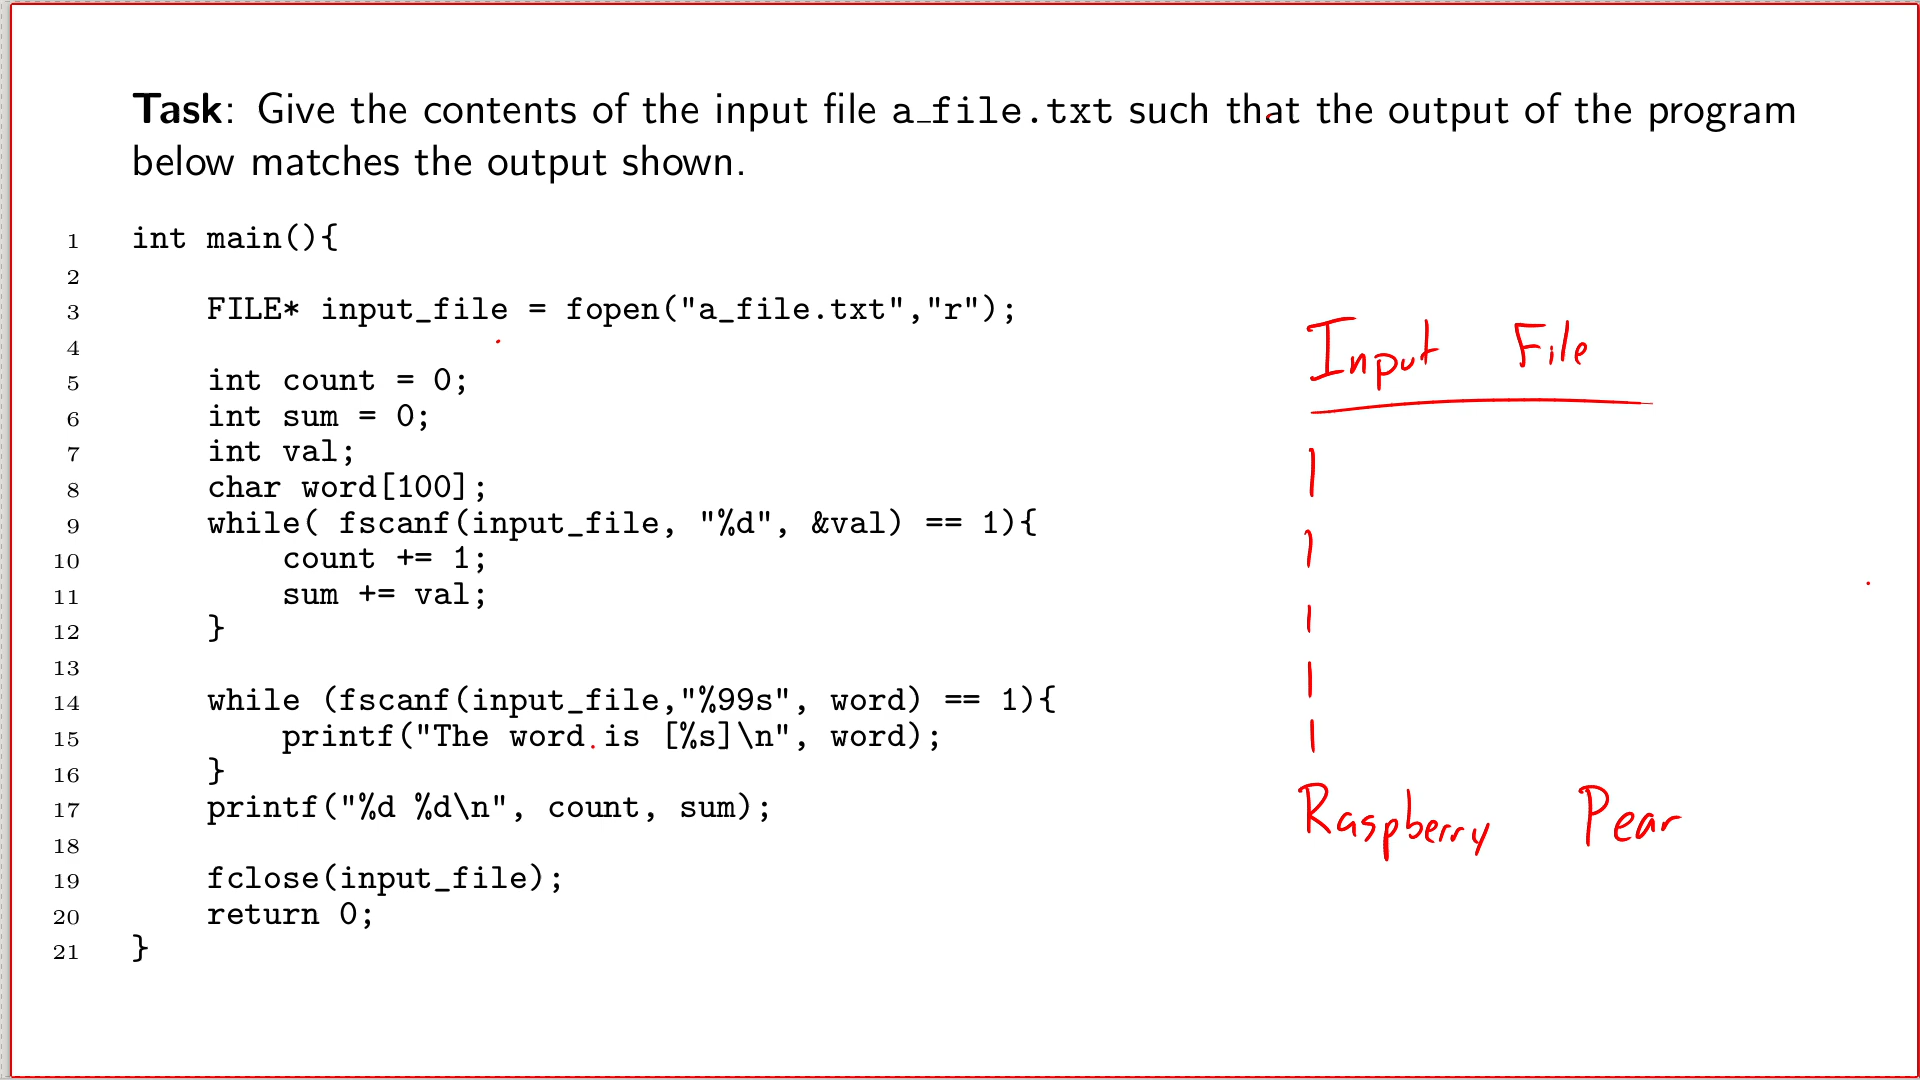 Task: Give the contents of the input file a_file.txt such that the output of the program
below matches the output shown.
1 int main(){
2
3 FILE* input_file = fopen("a_file.txt","r");
4
5 int count = 0;
6 int sum = 0;
7 int val;
8 char word[100];
9 while( fscanf(input_file, "%d", &val) == 1){
10 count += 1;
11 sum += val;
12 }
13
14 while (fscanf(input_file,"%99s", word) == 1){
15 printf("The word is [%s]\n", word);
16 }
17 printf("%d %d\n", count, sum);
18
19 fclose(input_file);
20 return 0;
21 }
Input File
1
1
1
1
1
Raspberry Pear